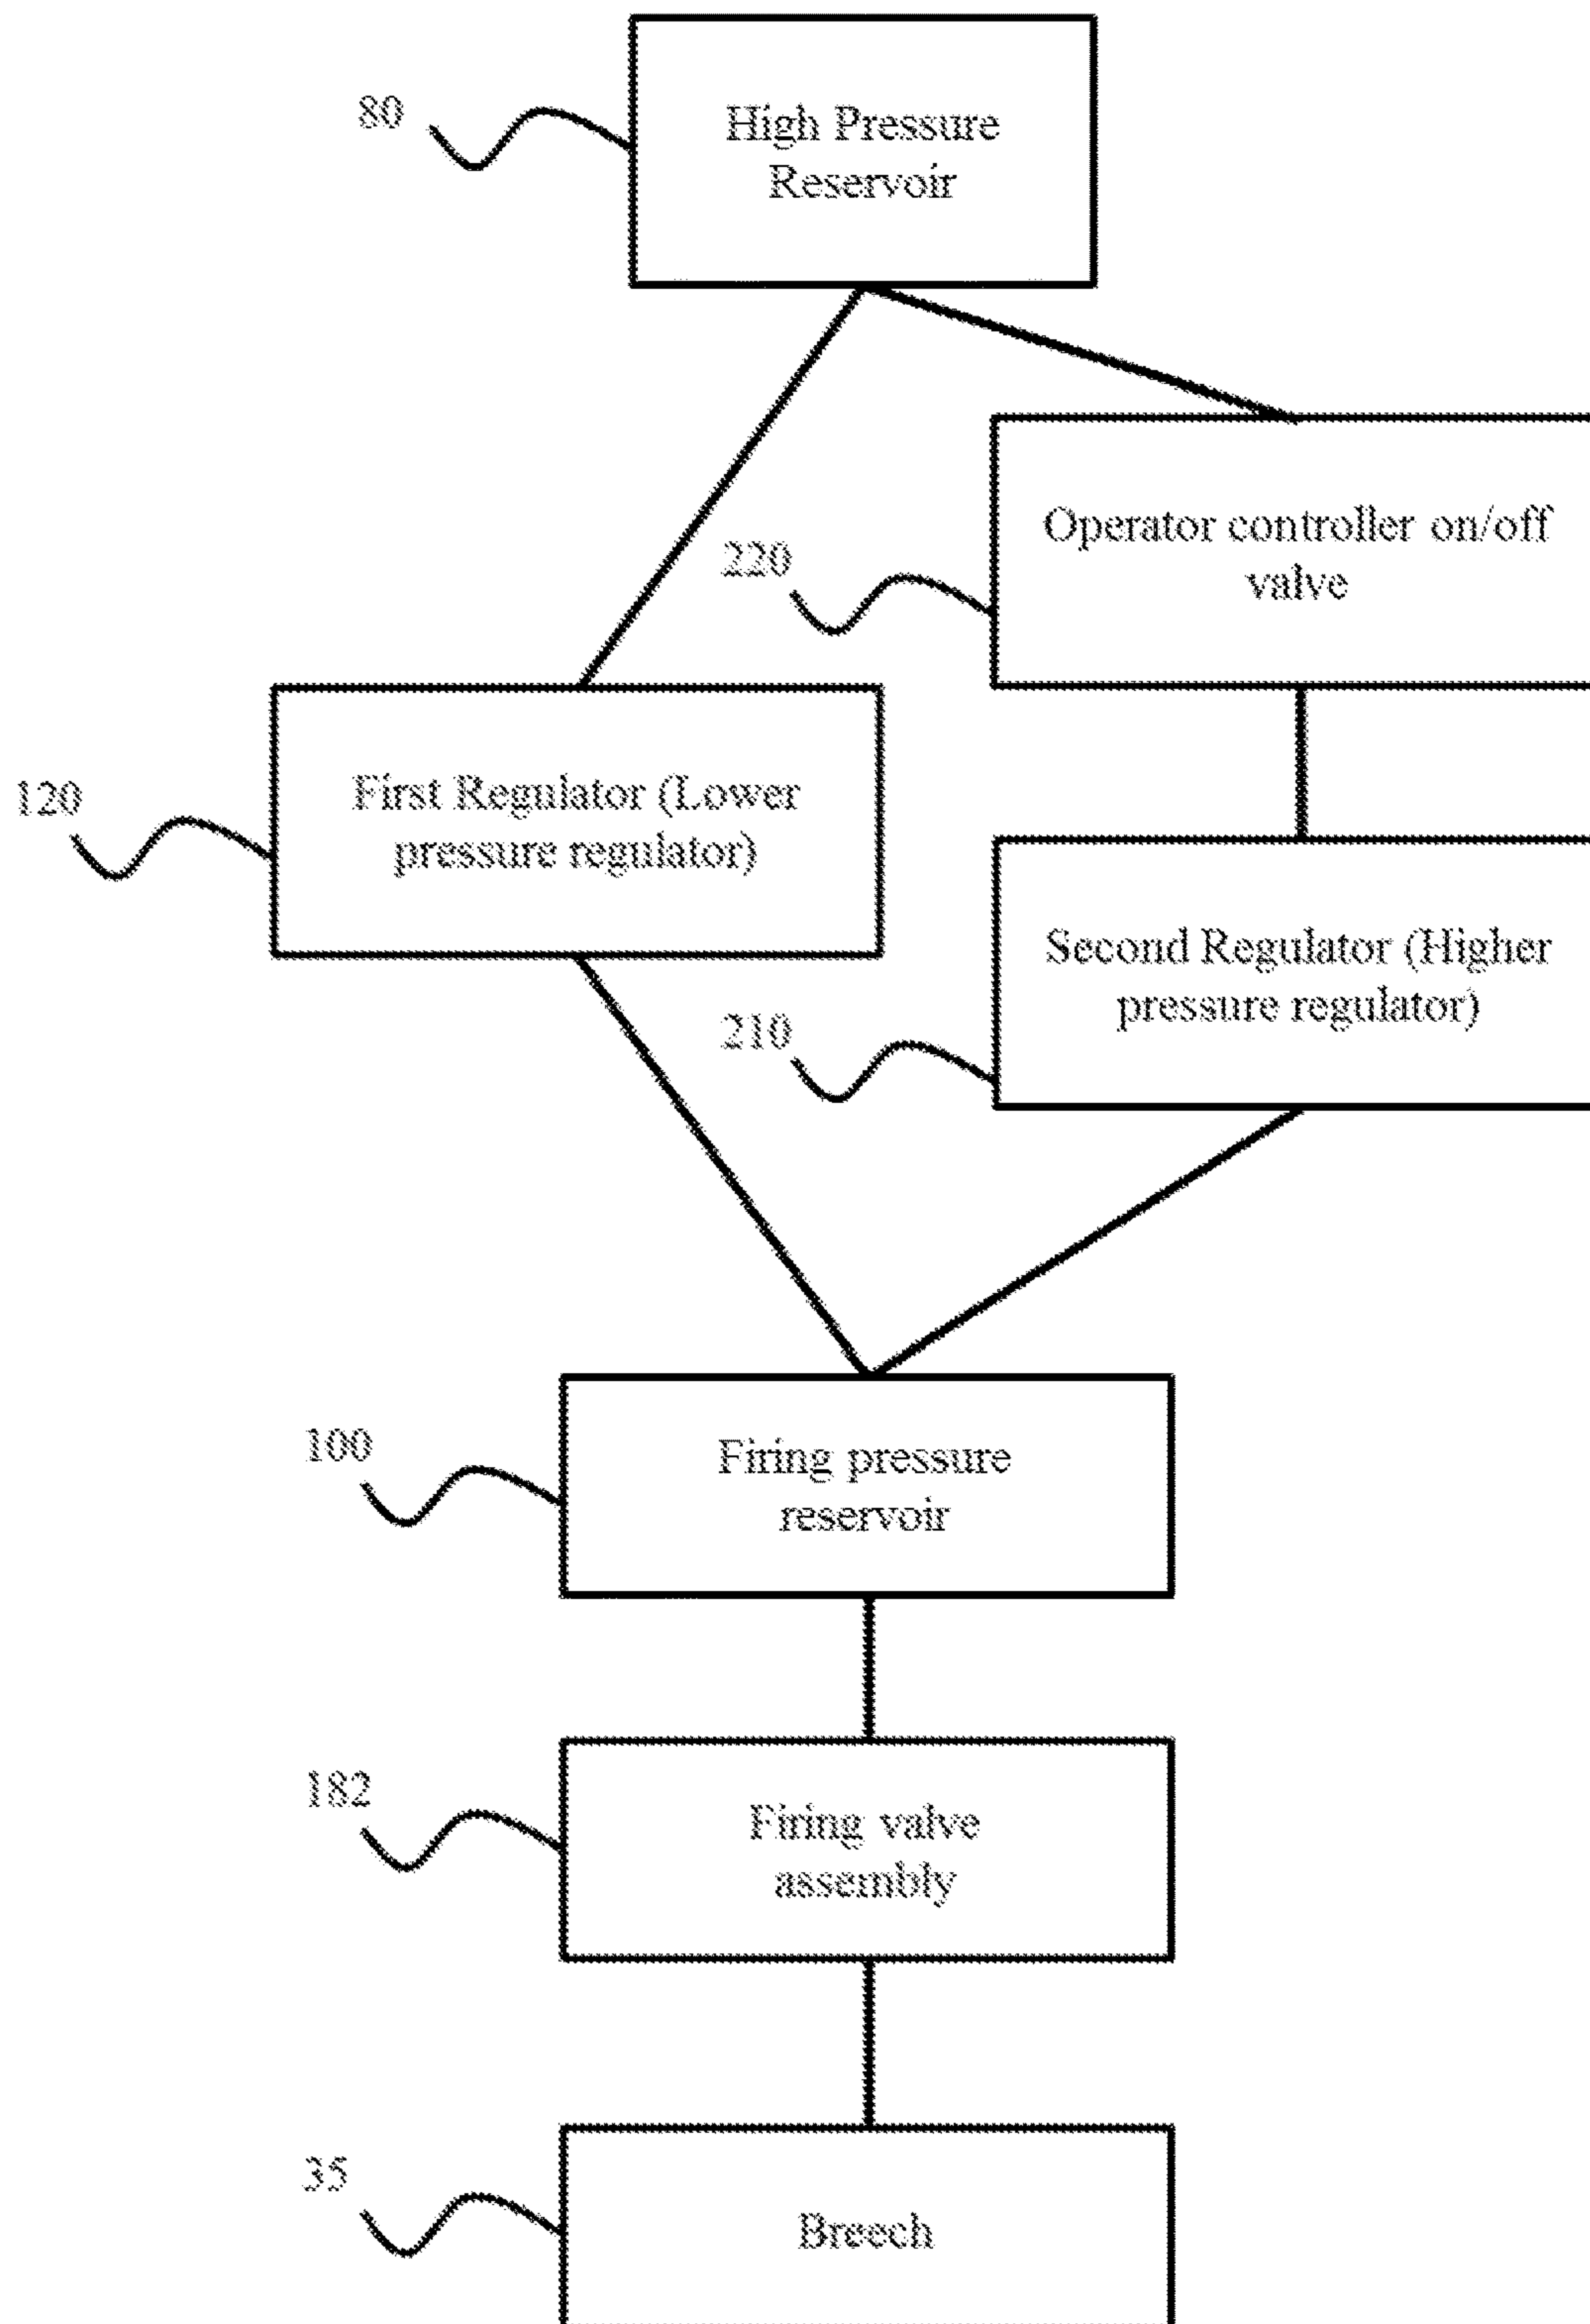 80
High Pressure
Reservoir
220
Operator controller on/off
valve
120
First Regulator (Lower
pressure regulator)
210
Second Regulator (Higher
pressure regulator)
100
Firing pressure
reservoir
182
Firing valve
assembly
35
Breech